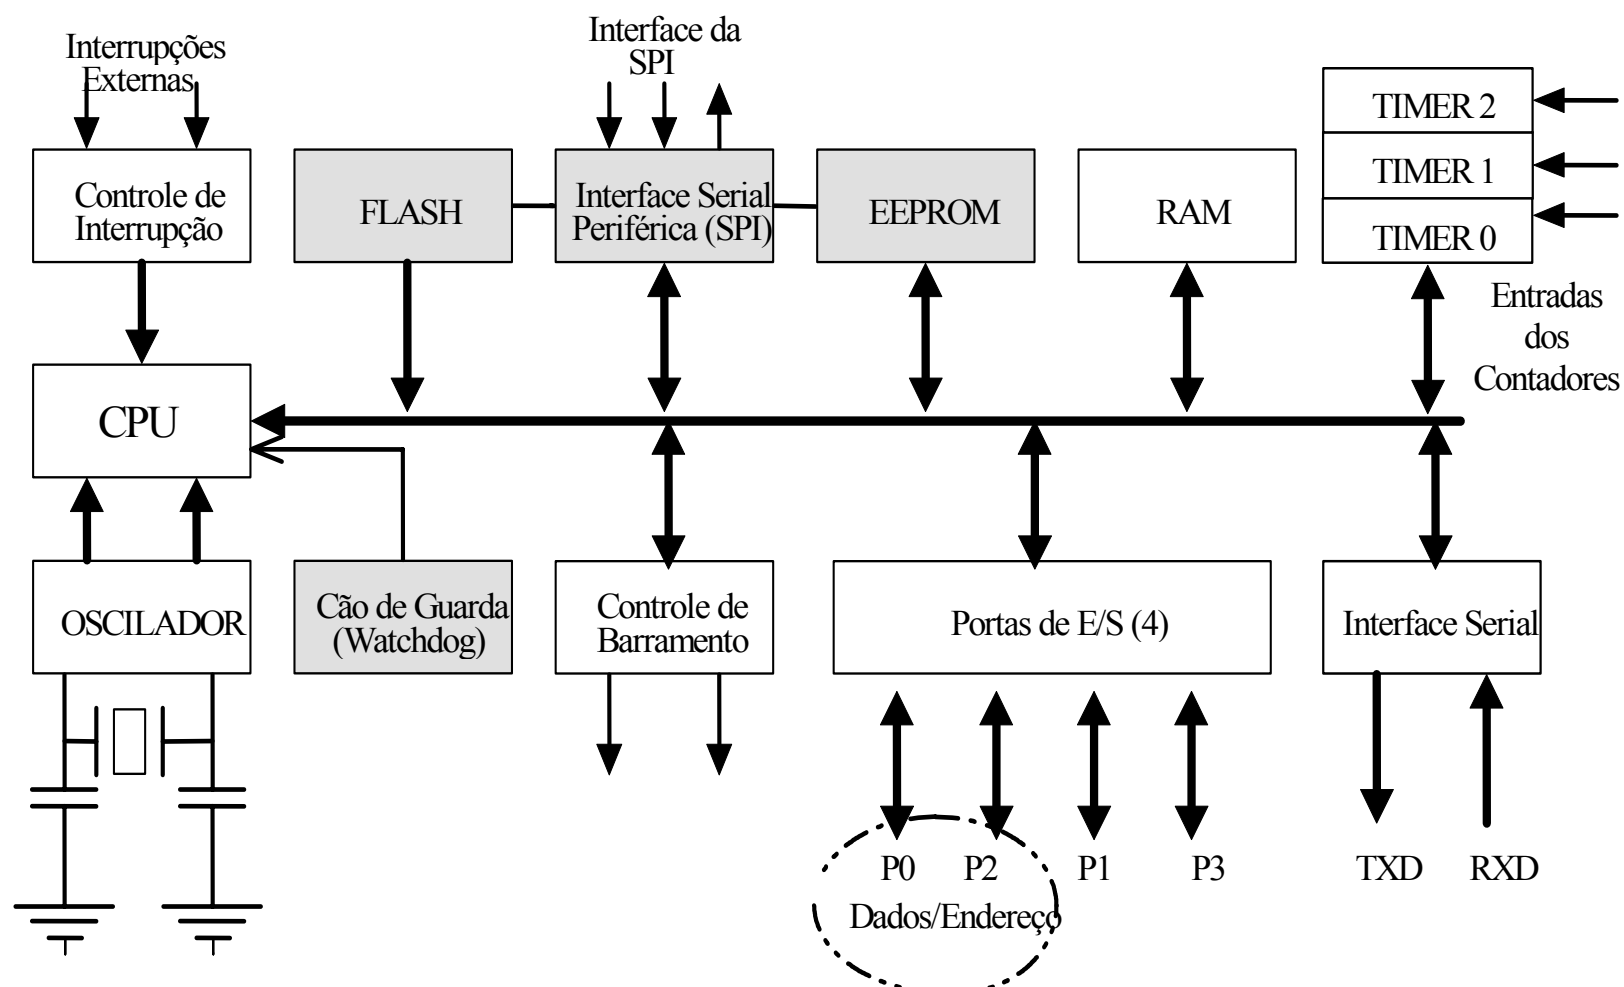 Interrupções
Externas
Interface da
SPI
TIMER 2
TIMER 1
TIMER 0
Controle de
Interrupção
FLASH
Interface Serial
Periférica (SPI)
EEPROM
RAM
Entradas
dos
Contadores
CPU
OSCILADOR
Cão de Guarda
(Watchdog)
Controle de
Barramento
Portas de E/S (4)
Interface Serial
P0
P2
P1
P3
TXD
RXD
Dados/Endereço